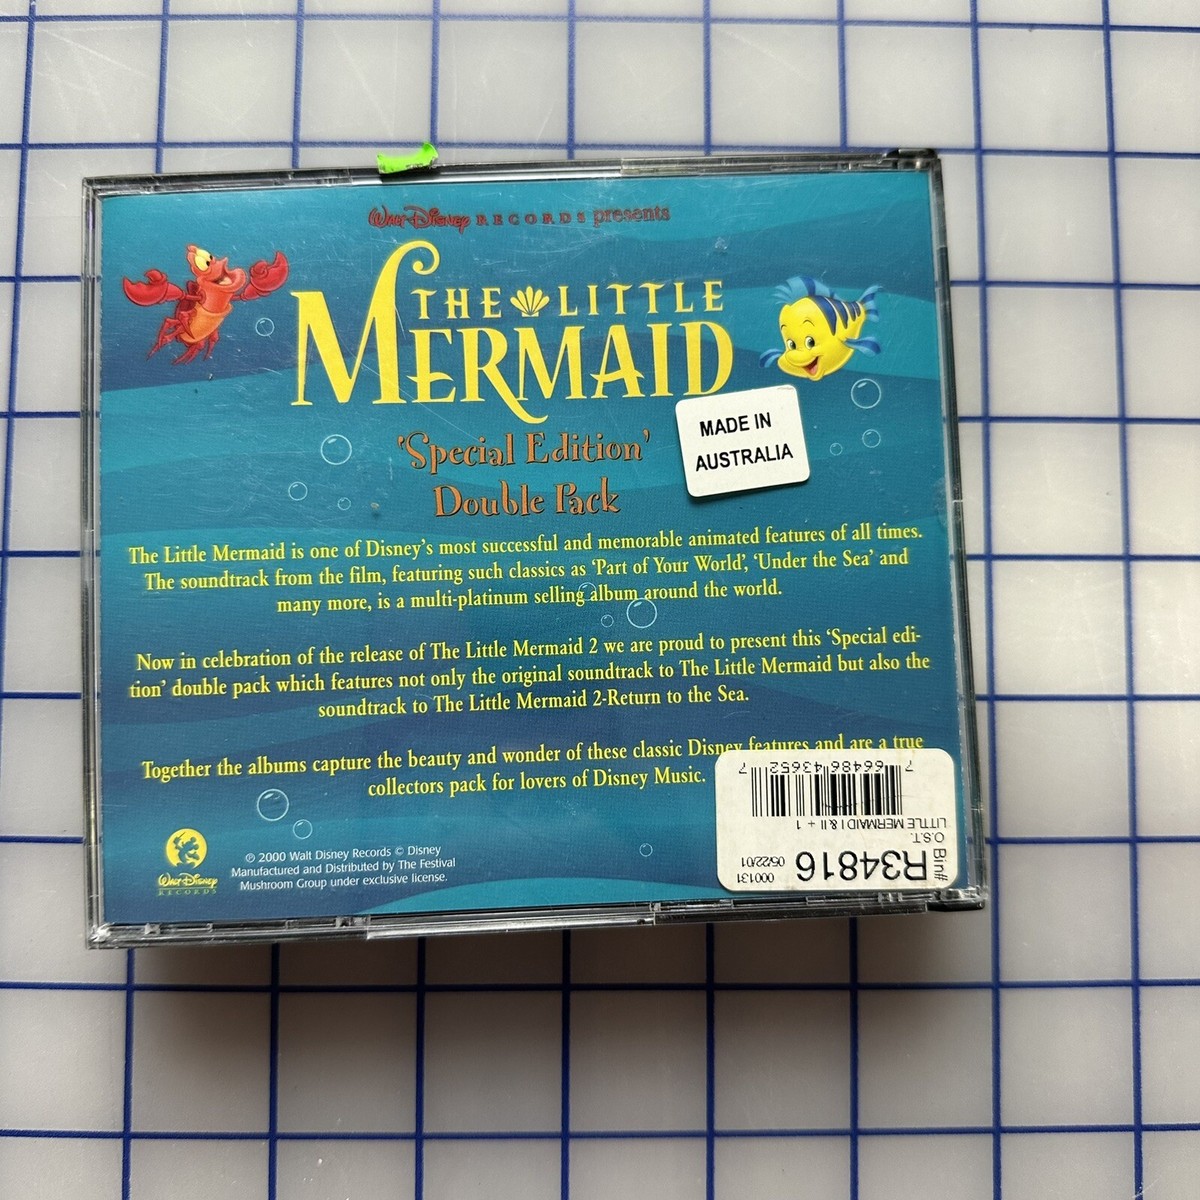 WALT DISNEY RECORDS presents
THE LITTLE
MERMAID
'Special Edition'
Double Pack
MADE IN
AUSTRALIA
The Little Mermaid is one of Disney's most successful and memorable animated features of all times.
The soundtrack from the film, featuring such classics as 'Part of Your World', 'Under the Sea' and
many more, is a multi-platinum selling album around the world.
Now in celebration of the release of The Little Mermaid 2 we are proud to present this 'Special edi-
tion' double pack which features not only the original soundtrack to The Little Mermaid but also the
soundtrack to The Little Mermaid 2-Return to the Sea.
Together the albums capture the beauty and wonder of these classic Disney features and are a true
collectors pack for lovers of Disney Music.
WALT DISNEY
RECORDS
℗ 2000 Walt Disney Records © Disney
Manufactured and Distributed by The Festival
Mushroom Group under exclusive license.
Bin# R34816 000131 05/22/01
O.S.T.
LITTLE MERMAID I & II + 1
7 66486 43652 7